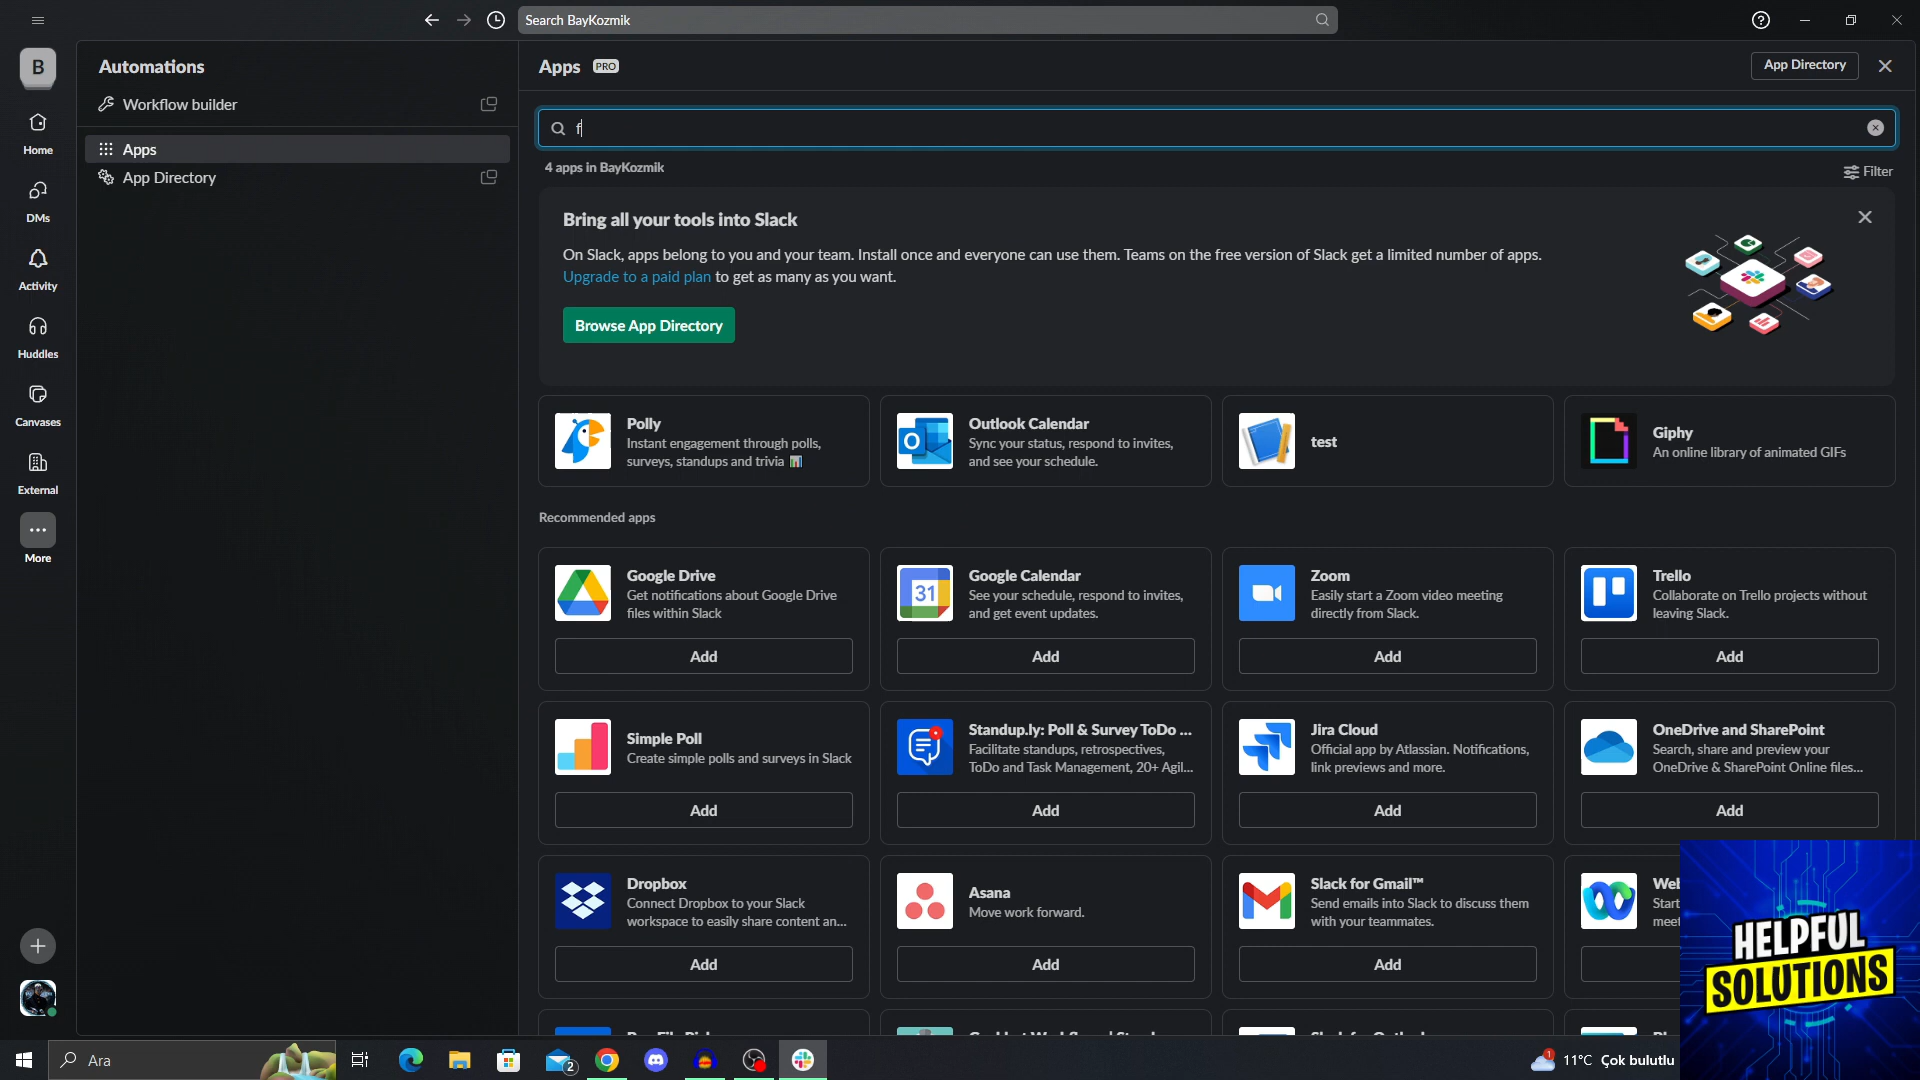 Search BayKozmik
B
Automations
Apps PRO
App Directory
Workflow builder
Apps
App Directory
Home
DMs
Activity
Huddles
Canvases
External
More
f
4 apps in BayKozmik
Filter
Bring all your tools into Slack
On Slack, apps belong to you and your team. Install once and everyone can use them. Teams on the free version of Slack get a limited number of apps.
Upgrade to a paid plan to get as many as you want.
Browse App Directory
Polly
Instant engagement through polls,
surveys, standups and trivia
Outlook Calendar
Sync your status, respond to invites,
and see your schedule.
test
Giphy
An online library of animated GIFs
Recommended apps
Google Drive
Get notifications about Google Drive
files within Slack
Add
31
Google Calendar
See your schedule, respond to invites,
and get event updates.
Add
Zoom
Easily start a Zoom video meeting
directly from Slack.
Add
Trello
Collaborate on Trello projects without
leaving Slack.
Add
Simple Poll
Create simple polls and surveys in Slack
Add
Standup.ly: Poll & Survey ToDo ...
Facilitate standups, retrospectives,
ToDo and Task Management, 20+ Agil...
Add
Jira Cloud
Official app by Atlassian. Notifications,
link previews and more.
Add
OneDrive and SharePoint
Search, share and preview your
OneDrive & SharePoint Online files...
Add
Dropbox
Connect Dropbox to your Slack
workspace to easily share content an...
Add
Asana
Move work forward.
Add
Slack for Gmail™
Send emails into Slack to discuss them
with your teammates.
Add
Start
HELPFUL
SOLUTIONS
Ara
2
1
11°C Çok bulutlu